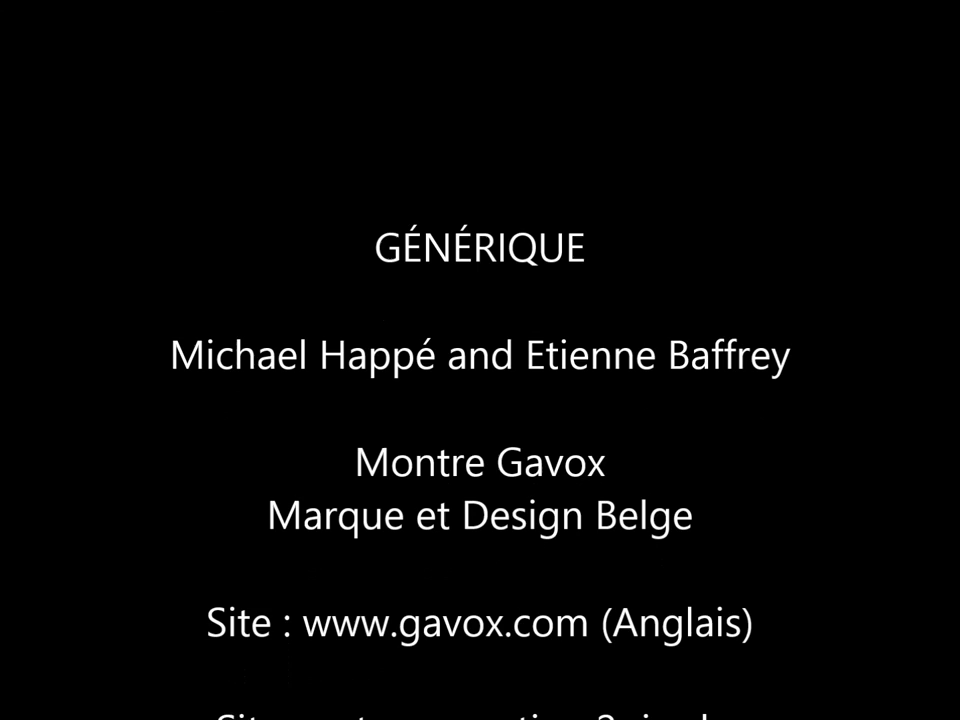 GÉNÉRIQUE
Michael Happé and Etienne Baffrey
Montre Gavox
Marque et Design Belge
Site : www.gavox.com (Anglais)